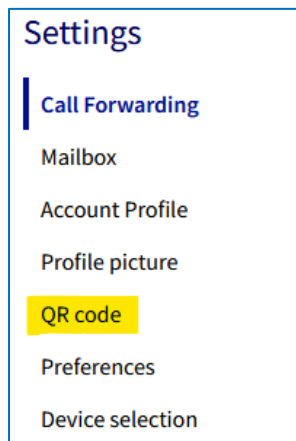 Settings
Call Forwarding
Mailbox
Account Profile
Profile picture
QR code
Preferences
Device selection